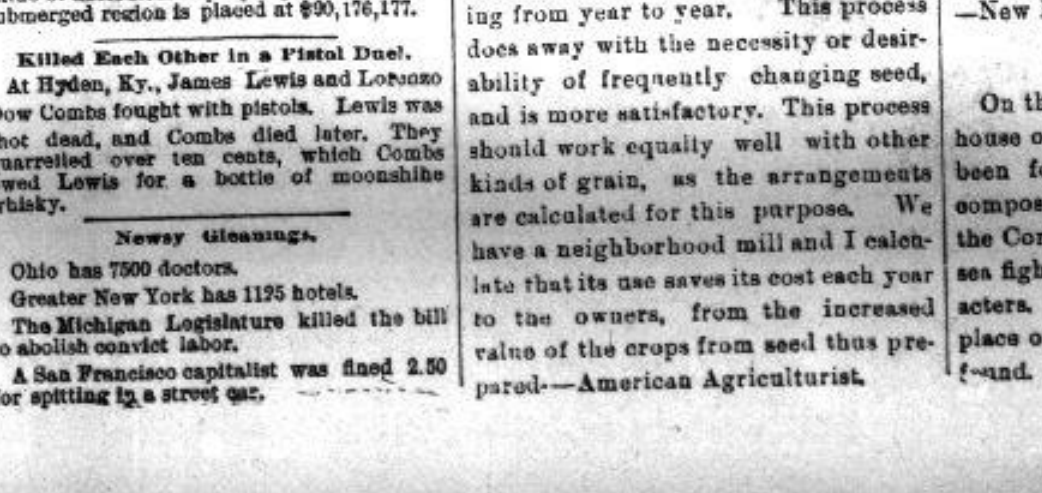 ubmerged region is placed at $90,176,177.
Killed Each Other in a Pistol Duel.
At Hyden, Ky., James Lewis and Lorenzo
Dow Combs fought with pistols. Lewis was
hot dead, and Combs died later. They
uarrelled over ten cents, which Combs
wed Lewis for a bottle of moonshine
rhisky.
Newsy Gleanings.
Ohio has 7500 doctors.
Greater New York has 1195 hotels.
The Michigan Legislature killed the bill
o abolish convict labor.
A San Francisco capitalist was fined 2.50
or spitting in a street car.
ing from year to year. This process
does away with the necessity or desir-
ability of frequently changing seed,
and is more satisfactory. This process
should work equally well with other
kinds of grain, as the arrangements
are calculated for this purpose. We
have a neighborhood mill and I calcu-
late that its use saves its cost each year
to the owners, from the increased
value of the crops from seed thus pre-
pared.—American Agriculturist.
—New
On th
house o
been f
compos
the Co
sea figh
acters.
place o
found.